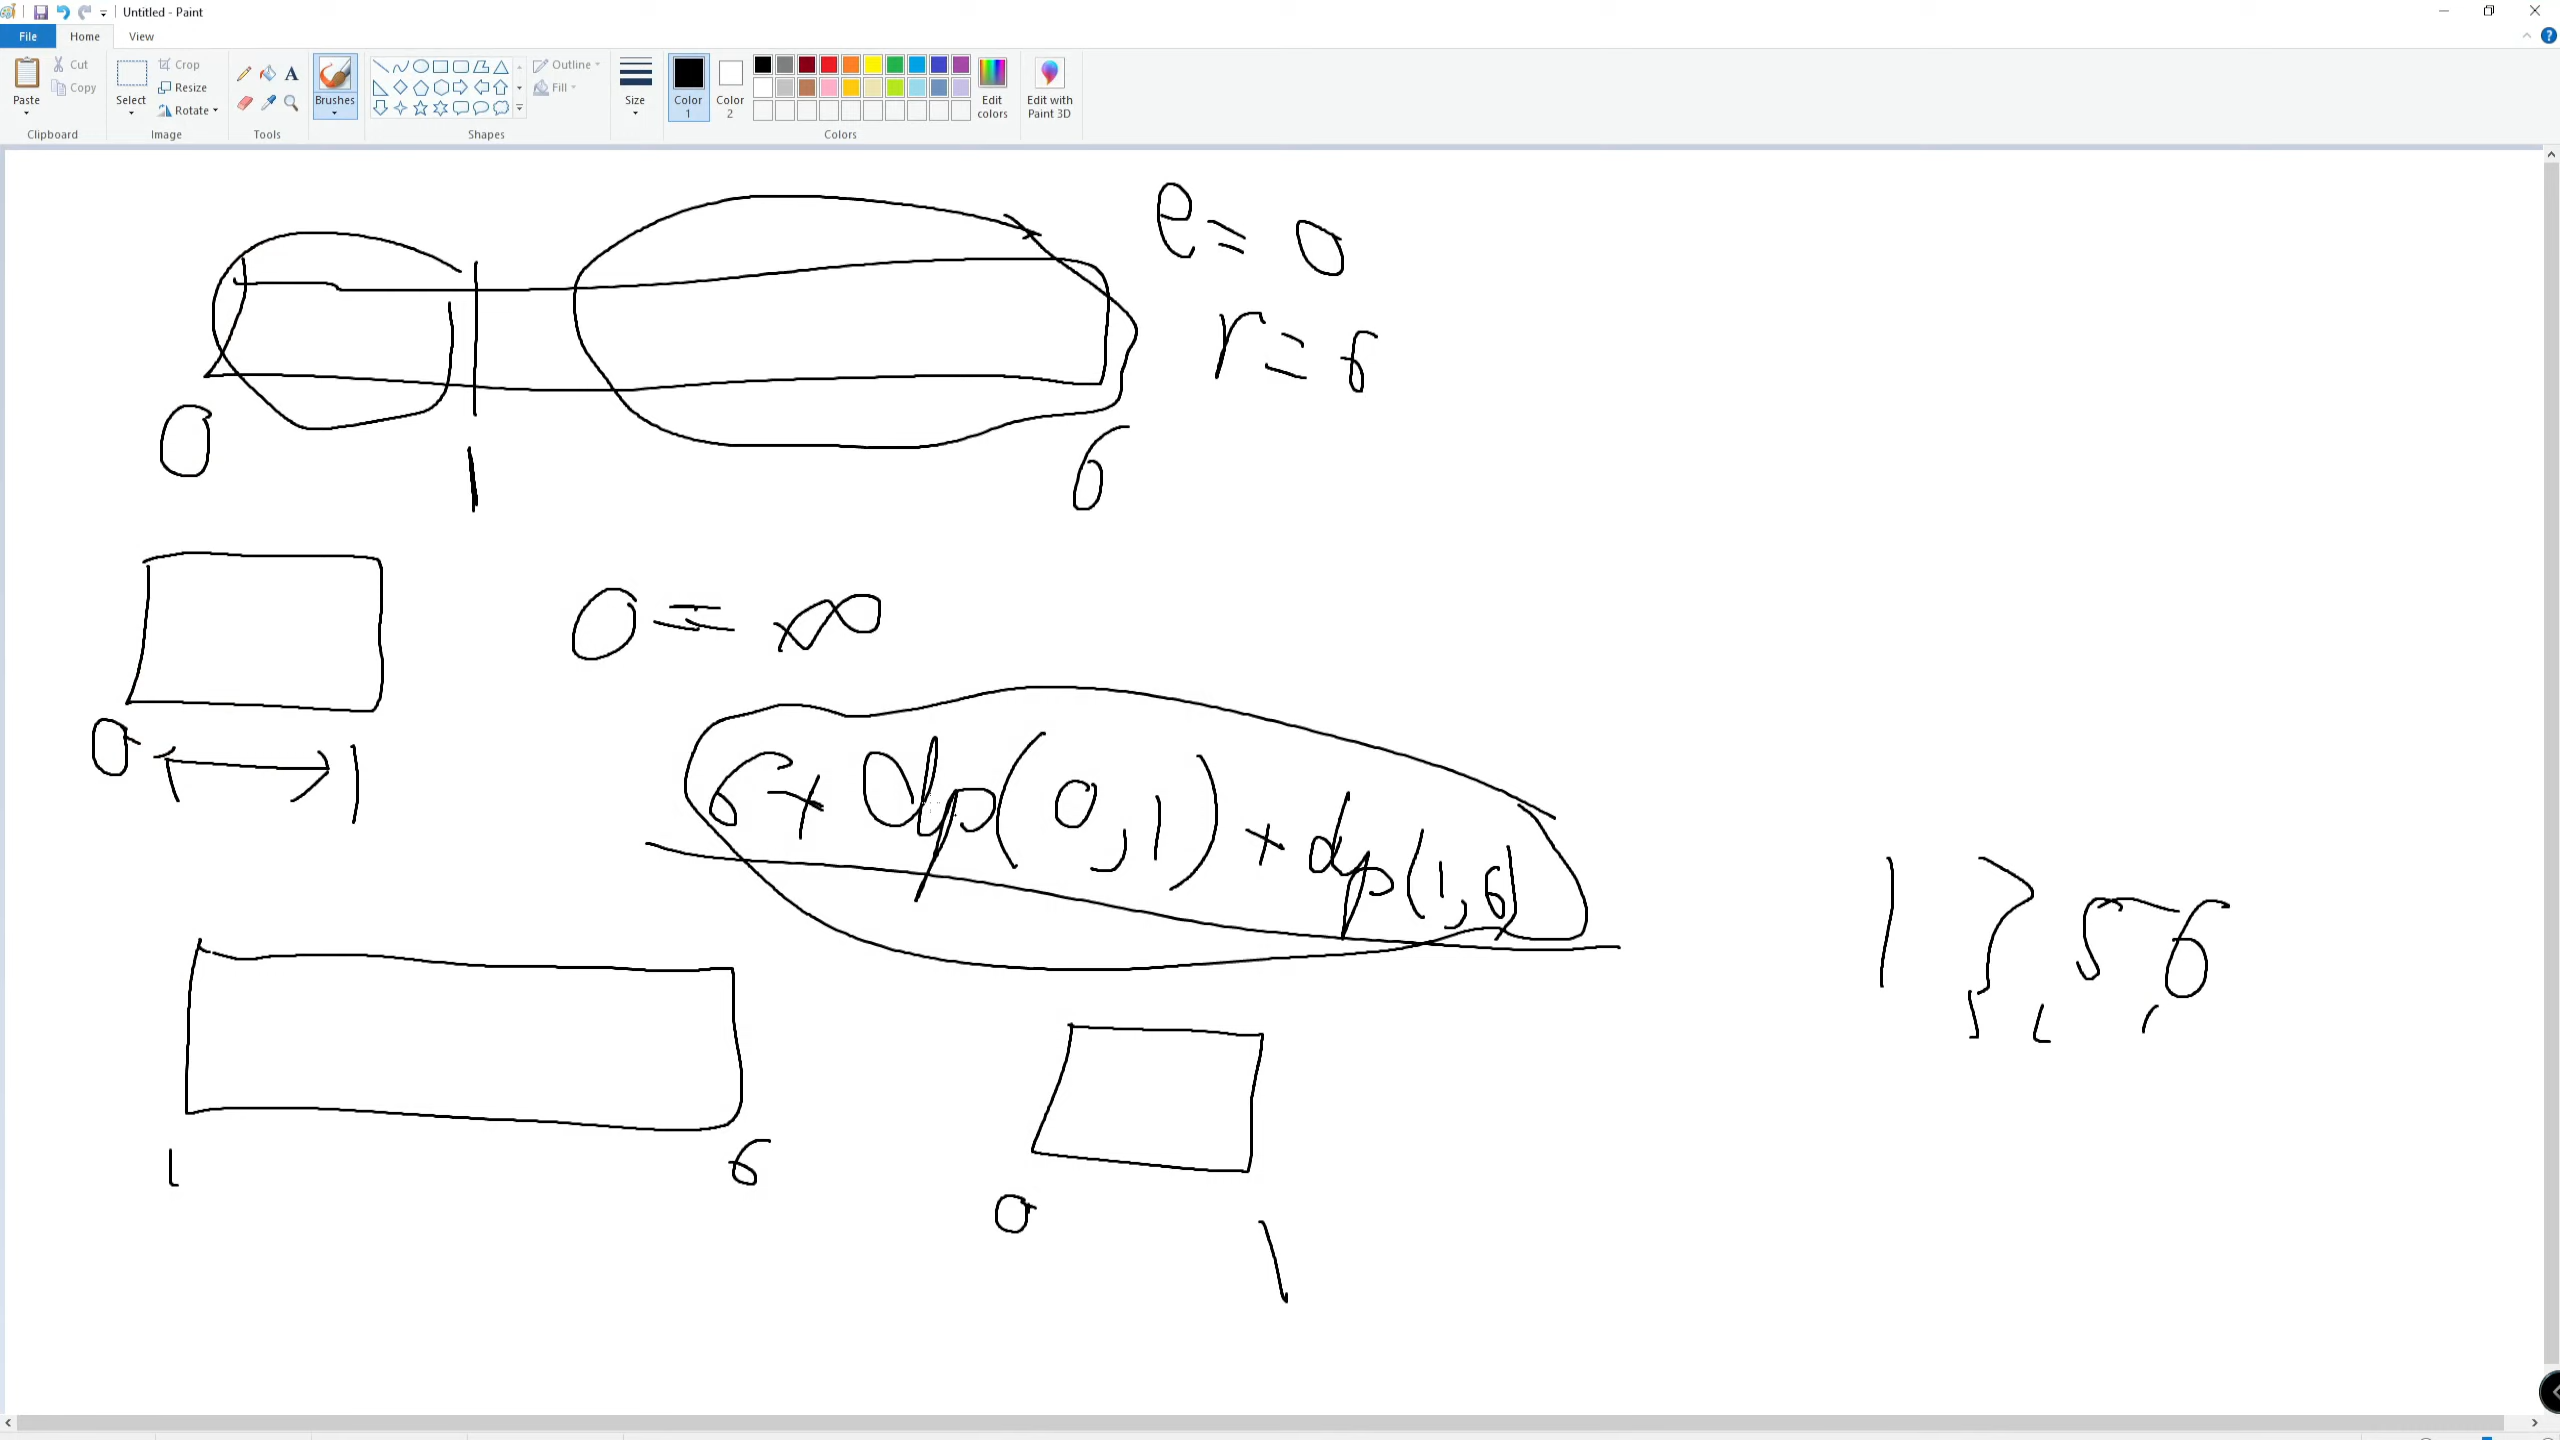 Untitled - Paint
File Home View
Paste Cut Copy Clipboard
Select Crop Resize Rotate Image
Tools
Brushes
Shapes Outline Fill
Size
Color 1 Color 2 Edit colors Colors
Edit with Paint 3D
e = 0
r = 6
0 1 6
0 = ∞
0 1
6 + dp(0,1) + dp(1,6)
1 6
0 1